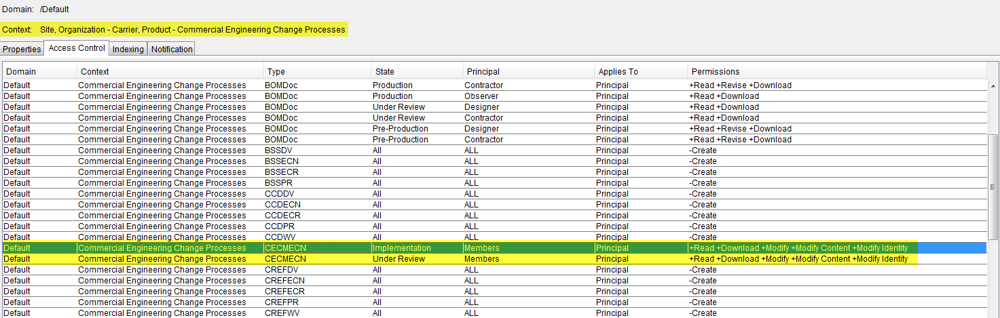 Domain: /Default
Context: Site, Organization - Carrier, Product - Commercial Engineering Change Processes
Properties Access Control Indexing Notification
Domain Context Type State Principal Applies To Permissions
Default Commercial Engineering Change Processes BOMDoc Production Contractor Principal +Read +Revise +Download
Default Commercial Engineering Change Processes BOMDoc Production Observer Principal +Read +Download
Default Commercial Engineering Change Processes BOMDoc Under Review Designer Principal +Read +Download
Default Commercial Engineering Change Processes BOMDoc Under Review Contractor Principal +Read +Download
Default Commercial Engineering Change Processes BOMDoc Pre-Production Designer Principal +Read +Revise +Download
Default Commercial Engineering Change Processes BOMDoc Pre-Production Contractor Principal +Read +Revise +Download
Default Commercial Engineering Change Processes BSSDV All ALL Principal -Create
Default Commercial Engineering Change Processes BSSECN All ALL Principal -Create
Default Commercial Engineering Change Processes BSSECR All ALL Principal -Create
Default Commercial Engineering Change Processes BSSPR All ALL Principal -Create
Default Commercial Engineering Change Processes CCDDV All ALL Principal -Create
Default Commercial Engineering Change Processes CCDECN All ALL Principal -Create
Default Commercial Engineering Change Processes CCDECR All ALL Principal -Create
Default Commercial Engineering Change Processes CCDPR All ALL Principal -Create
Default Commercial Engineering Change Processes CCDWV All ALL Principal -Create
Default Commercial Engineering Change Processes CECMECN Implementation Members Principal +Read +Download +Modify +Modify Content +Modify Identity
Default Commercial Engineering Change Processes CECMECN Under Review Members Principal +Read +Download +Modify +Modify Content +Modify Identity
Default Commercial Engineering Change Processes CREFDV All ALL Principal -Create
Default Commercial Engineering Change Processes CREFECN All ALL Principal -Create
Default Commercial Engineering Change Processes CREFECR All ALL Principal -Create
Default Commercial Engineering Change Processes CREFPR All ALL Principal -Create
Default Commercial Engineering Change Processes CREFWV All ALL Principal -Create